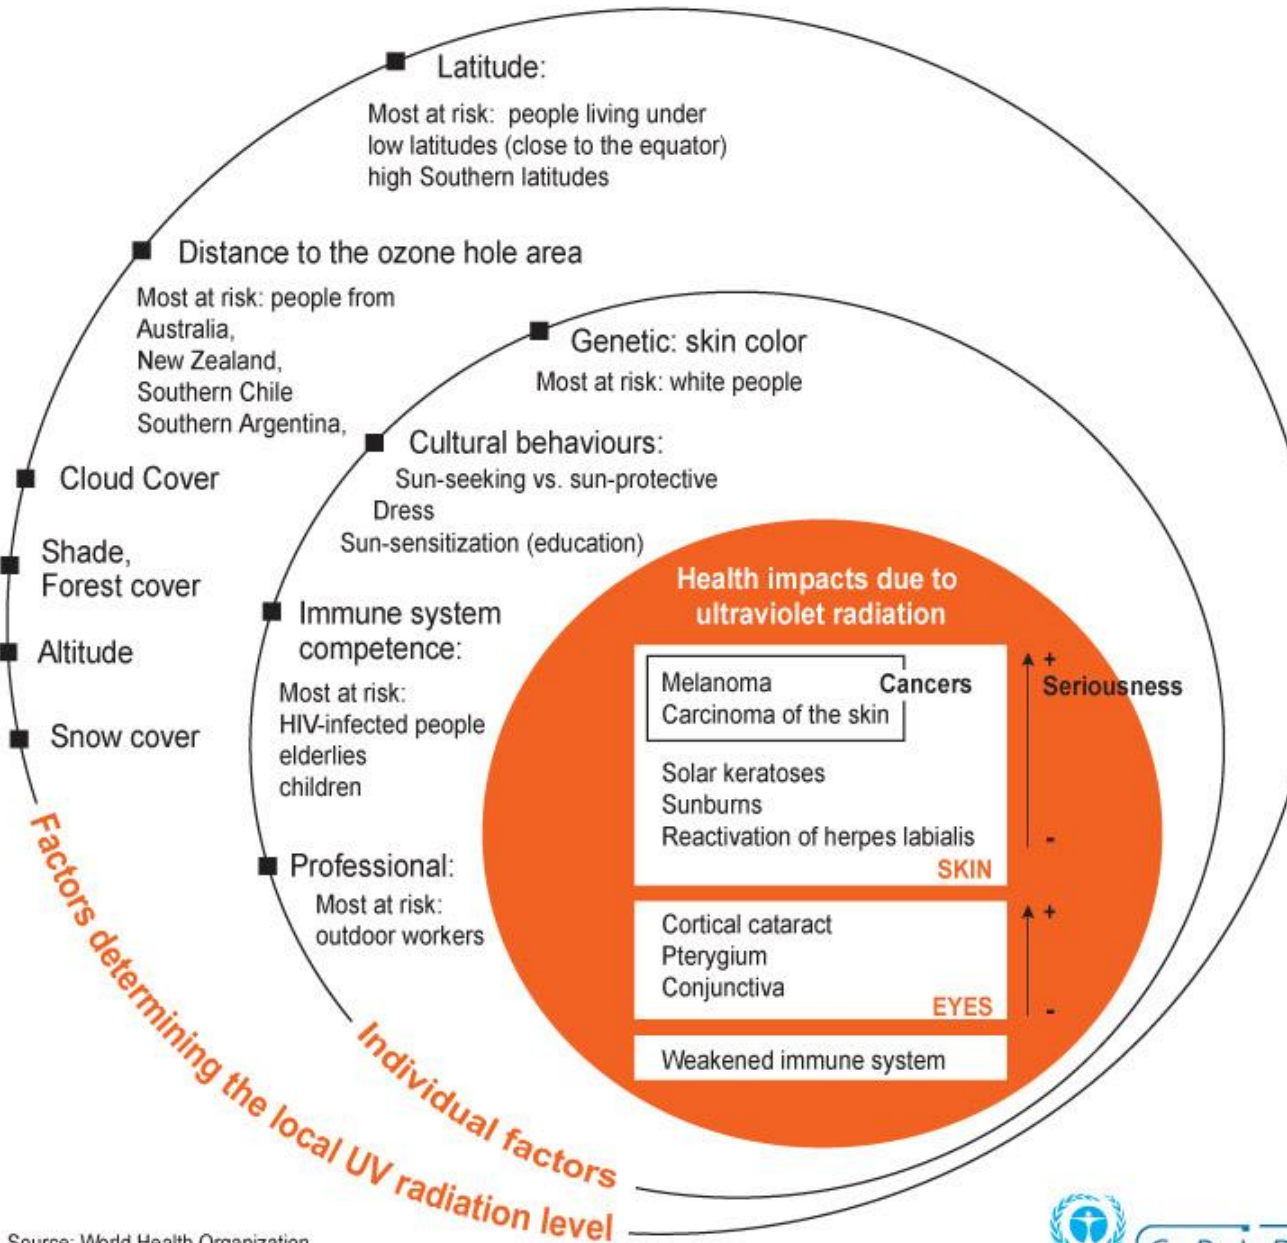 Latitude:
Most at risk: people living under
low latitudes (close to the equator)
high Southern latitudes
Distance to the ozone hole area
Most at risk: people from
Australia,
New Zealand,
Southern Chile
Southern Argentina,
Cloud Cover
Shade,
Forest cover
Altitude
Snow cover
Factors determining the local UV radiation level
Genetic: skin color
Most at risk: white people
Cultural behaviours:
Sun-seeking vs. sun-protective
Dress
Sun-sensitization (education)
Immune system
competence:
Most at risk:
HIV-infected people
elderlies
children
Professional:
Most at risk:
outdoor workers
Individual factors
Health impacts due to
ultraviolet radiation
Melanoma
Cancers
Carcinoma of the skin
Solar keratoses
Sunburns
Reactivation of herpes labialis
SKIN
+
Seriousness
-
Cortical cataract
Pterygium
Conjunctiva
EYES
+
-
Weakened immune system
Source: World Health Organization